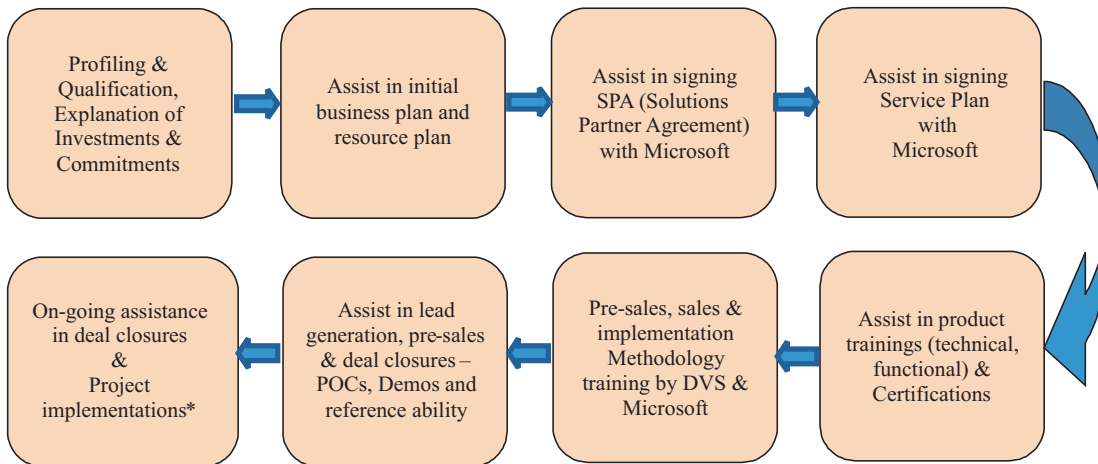 Profiling &
Qualification,
Explanation of
Investments &
Commitments
Assist in initial
business plan and
resource plan
Assist in signing
SPA (Solutions
Partner Agreement)
with Microsoft
Assist in signing
Service Plan
with
Microsoft
Assist in product
trainings (technical,
functional) &
Certifications
Pre-sales, sales &
implementation
Methodology
training by DVS &
Microsoft
Assist in lead
generation, pre-sales
& deal closures –
POCs, Demos and
reference ability
On-going assistance
in deal closures
&
Project
implementations*